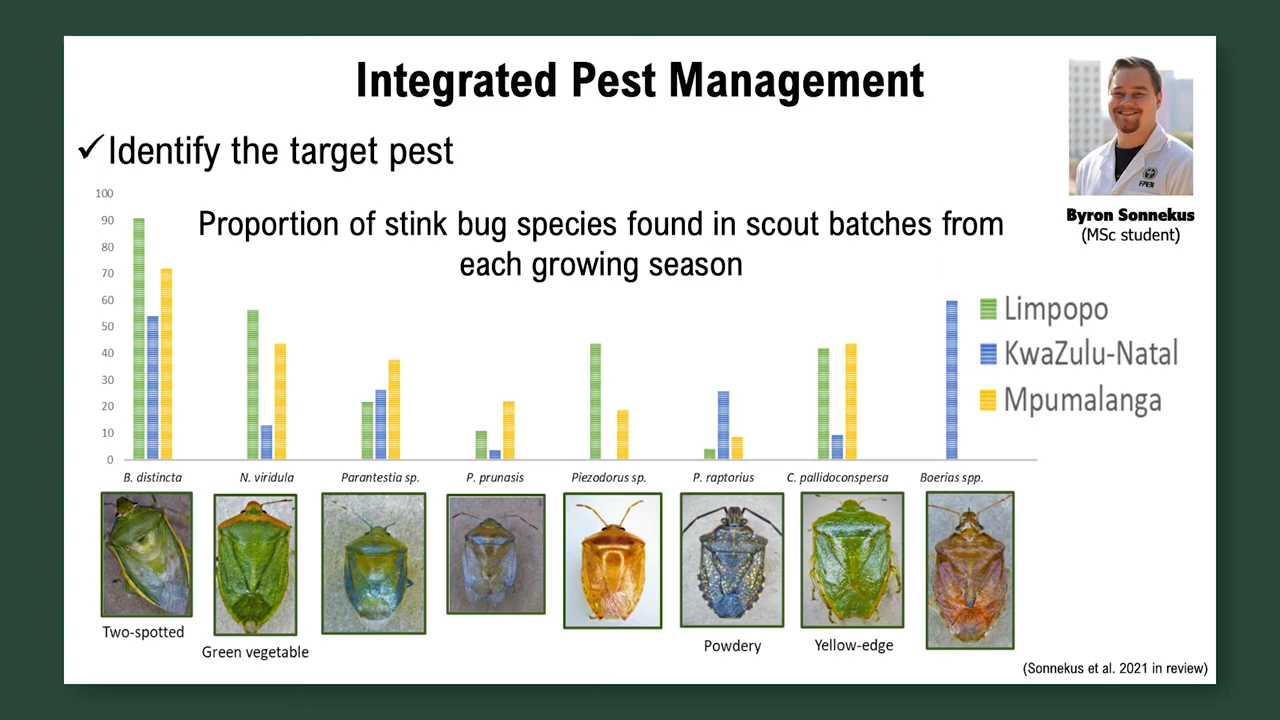 Integrated Pest Management
✓Identify the target pest
Byron Sonnekus
(MSc student)
Proportion of stink bug species found in scout batches from
each growing season
100
90
80
70
60
50
40
30
20
10
0
Limpopo
KwaZulu-Natal
Mpumalanga
B. distincta
N. viridula
Parantestia sp.
P. prunasis
Piezodorus sp.
P. raptorius
C. pallidoconspersa
Boerias spp.
Two-spotted
Green vegetable
Powdery
Yellow-edge
(Sonnekus et al. 2021 in review)